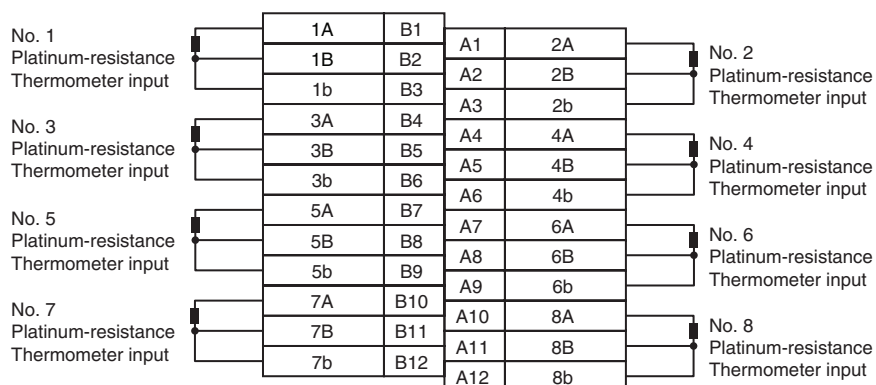 No. 1
Platinum-resistance
Thermometer input
No. 3
Platinum-resistance
Thermometer input
No. 5
Platinum-resistance
Thermometer input
No. 7
Platinum-resistance
Thermometer input
1A B1
1B B2
1b B3
3A B4
3B B5
3b B6
5A B7
5B B8
5b B9
7A B10
7B B11
7b B12
A1 2A
A2 2B
A3 2b
A4 4A
A5 4B
A6 4b
A7 6A
A8 6B
A9 6b
A10 8A
A11 8B
A12 8b
No. 2
Platinum-resistance
Thermometer input
No. 4
Platinum-resistance
Thermometer input
No. 6
Platinum-resistance
Thermometer input
No. 8
Platinum-resistance
Thermometer input